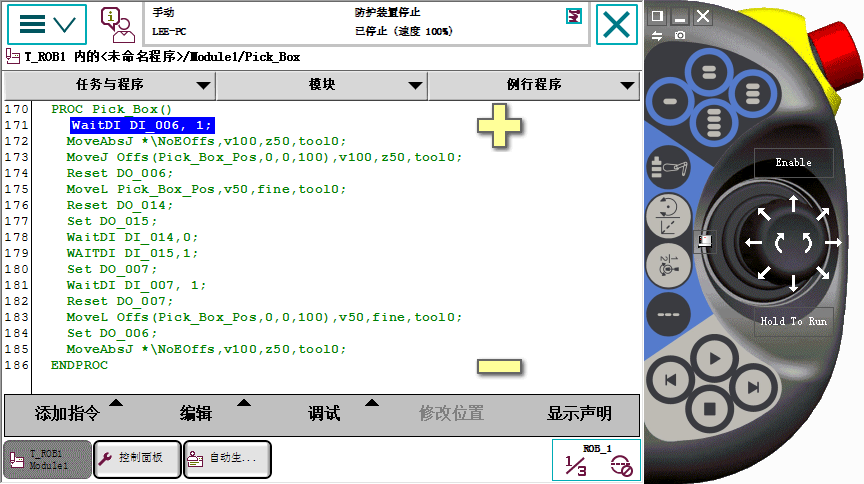 手动
防护装置停止
LEE-PC
已停止 (速度 100%)
T_ROB1 内的<未命名程序>/Module1/Pick_Box
任务与程序
模块
例行程序
170 PROC Pick_Box()
171 WaitDI DI_006, 1;
172 MoveAbsJ *\NoEOffs,v100,z50,tool0;
173 MoveJ Offs(Pick_Box_Pos,0,0,100),v100,z50,tool0;
174 Reset DO_006;
175 MoveL Pick_Box_Pos,v50,fine,tool0;
176 Reset DO_014;
177 Set DO_015;
178 WaitDI DI_014,0;
179 WAITDI DI_015,1;
180 Set DO_007;
181 WaitDI DI_007, 1;
182 Reset DO_007;
183 MoveL Offs(Pick_Box_Pos,0,0,100),v50,fine,tool0;
184 Set DO_006;
185 MoveAbsJ *\NoEOffs,v100,z50,tool0;
186 ENDPROC
添加指令
编辑
调试
修改位置
显示声明
T_ROB1
Module1
控制面板
自动生...
ROB_1
1/3
Enable
Hold To Run